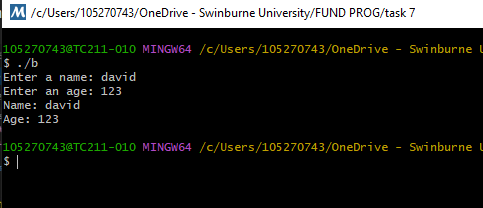 /c/Users/105270743/OneDrive - Swinburne University/FUND PROG/task 7
105270743@TC211-010 MINGW64 /c/Users/105270743/OneDrive - Swinburne
$ ./b
Enter a name: david
Enter an age: 123
Name: david
Age: 123
105270743@TC211-010 MINGW64 /c/Users/105270743/OneDrive - Swinburne
$